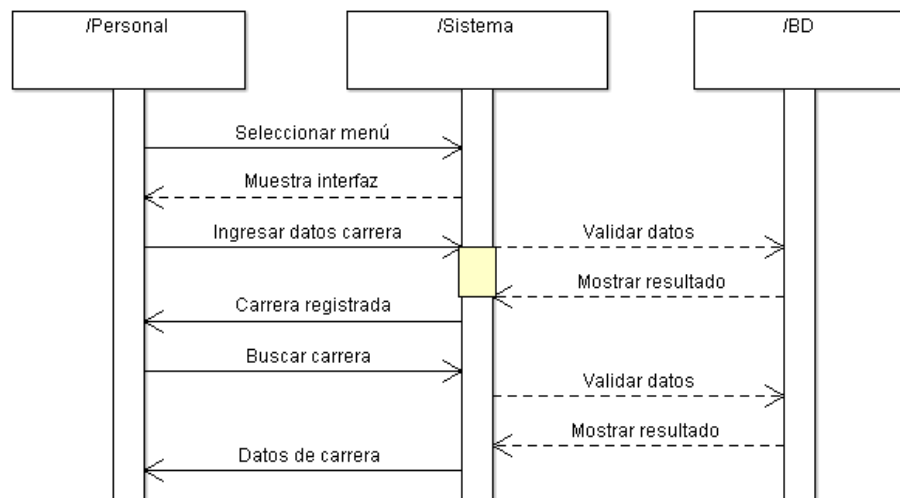 /Personal
/Sistema
/BD
Seleccionar menú
Muestra interfaz
Ingresar datos carrera
Validar datos
Mostrar resultado
Carrera registrada
Buscar carrera
Validar datos
Mostrar resultado
Datos de carrera